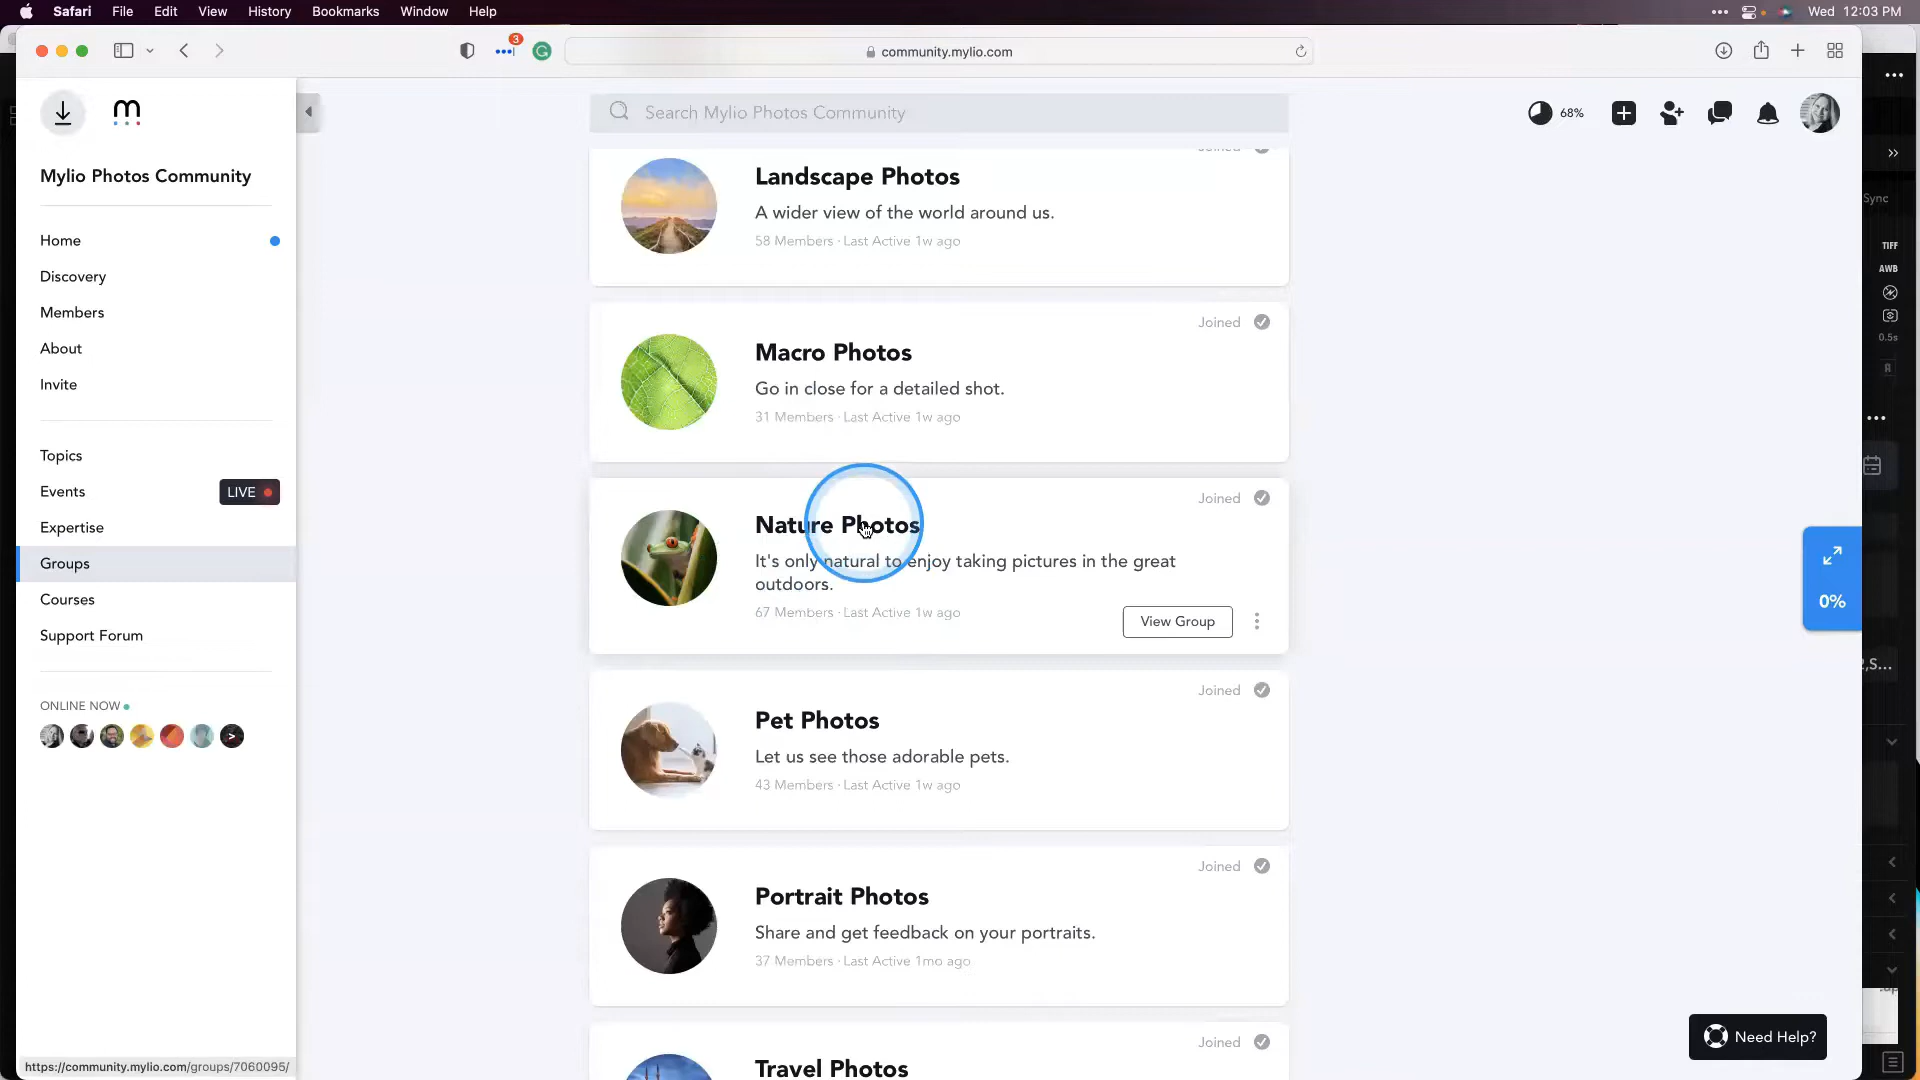 Safari File Edit View History Bookmarks Window Help
Wed 12:03 PM
3
community.mylio.com
m
Search Mylio Photos Community
68%
Mylio Photos Community
Home
Discovery
Members
About
Invite
Topics
Events LIVE
Expertise
Groups
Courses
Support Forum
ONLINE NOW
https://community.mylio.com/groups/7060095/
Joined
Landscape Photos
A wider view of the world around us.
58 Members · Last Active 1w ago
Joined
Macro Photos
Go in close for a detailed shot.
31 Members · Last Active 1w ago
Joined
Nature Photos
It's only natural to enjoy taking pictures in the great
outdoors.
67 Members · Last Active 1w ago
View Group
Joined
Pet Photos
Let us see those adorable pets.
43 Members · Last Active 1w ago
Joined
Portrait Photos
Share and get feedback on your portraits.
37 Members · Last Active 1mo ago
Joined
Travel Photos
Sync
TIFF
AWB
0.5s
0%
Need Help?